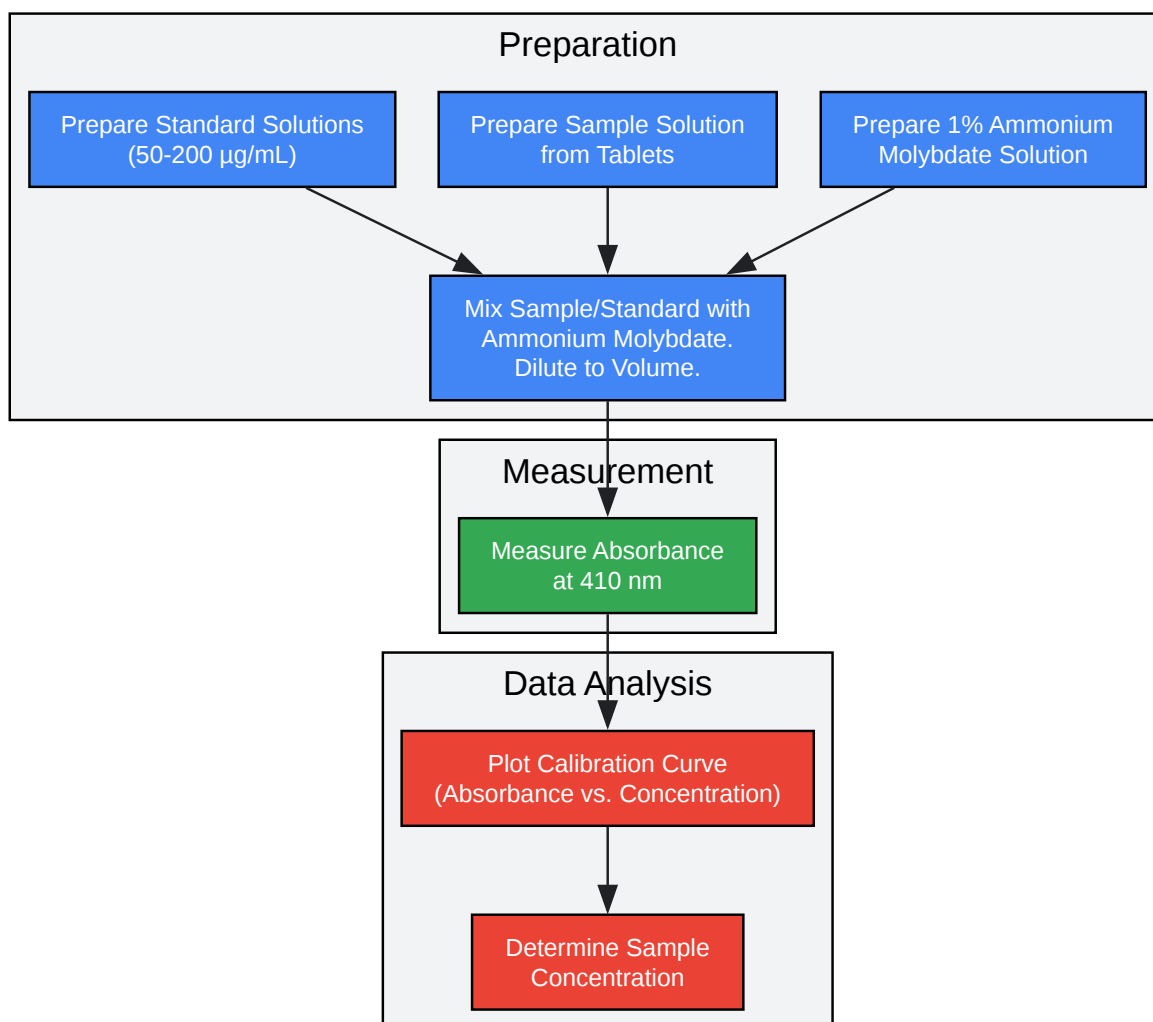 Preparation
Prepare Standard Solutions
(50-200 µg/mL)
Prepare Sample Solution
from Tablets
Prepare 1% Ammonium
Molybdate Solution
Mix Sample/Standard with
Ammonium Molybdate.
Dilute to Volume.
Measurement
Measure Absorbance
at 410 nm
Data Analysis
Plot Calibration Curve
(Absorbance vs. Concentration)
Determine Sample
Concentration